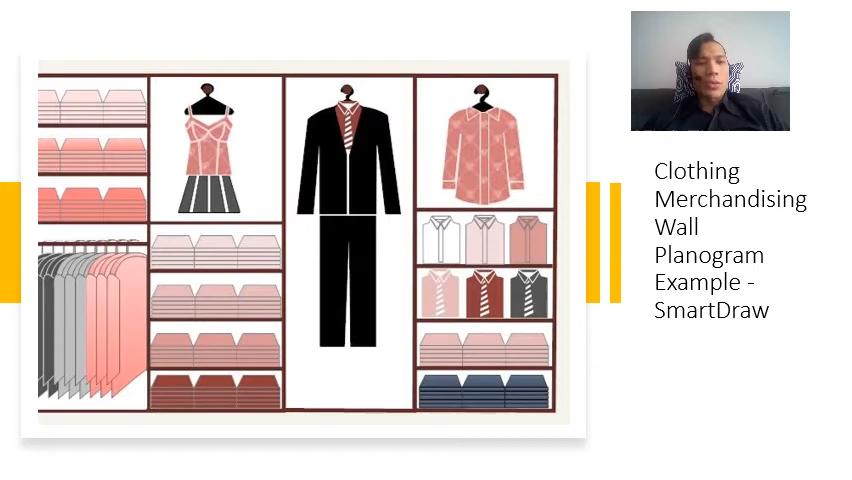 Clothing
Merchandising
Wall
Planogram
Example -
SmartDraw